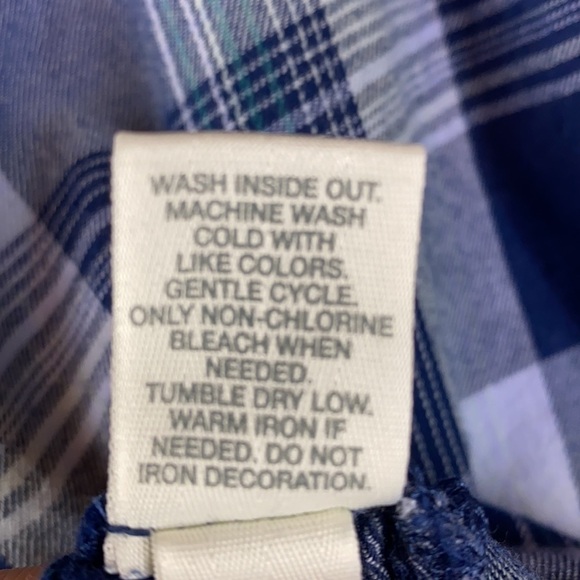 WASH INSIDE OUT.
MACHINE WASH
COLD WITH
LIKE COLORS.
GENTLE CYCLE.
ONLY NON-CHLORINE
BLEACH WHEN
NEEDED.
TUMBLE DRY LOW.
WARM IRON IF
NEEDED. DO NOT
IRON DECORATION.